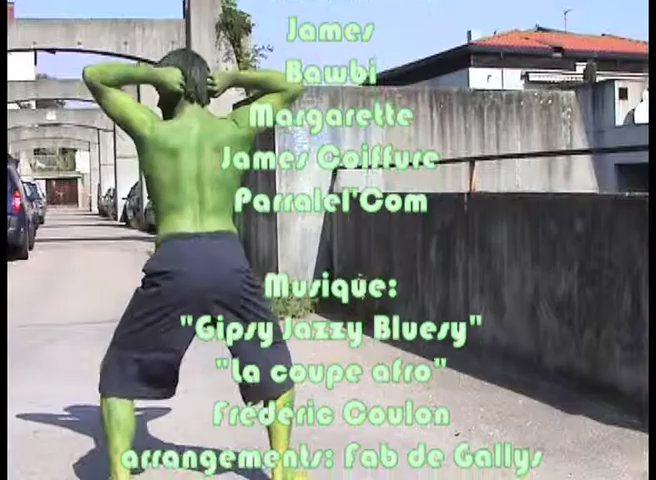 James
Bawbi
Margarette
James Coiffure
Parralel'Com
Musique:
"Gipsy Jazzy Bluesy"
"La coupe afro"
Fréderic Coulon
arrangements: Fab de Gallys